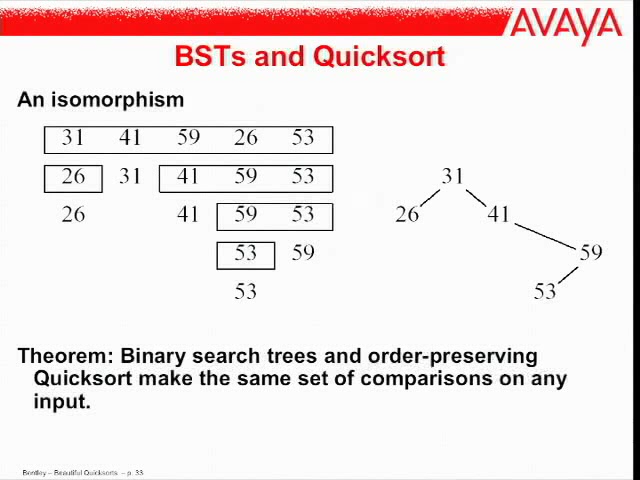 AVAYA
BSTs and Quicksort
An isomorphism
31 41 59 26 53
26 31 41 59 53
26 41 59 53
53 59
53
31
26 41
59
53
Theorem: Binary search trees and order-preserving
Quicksort make the same set of comparisons on any
input.
Bentley – Beautiful Quicksorts – p. 33